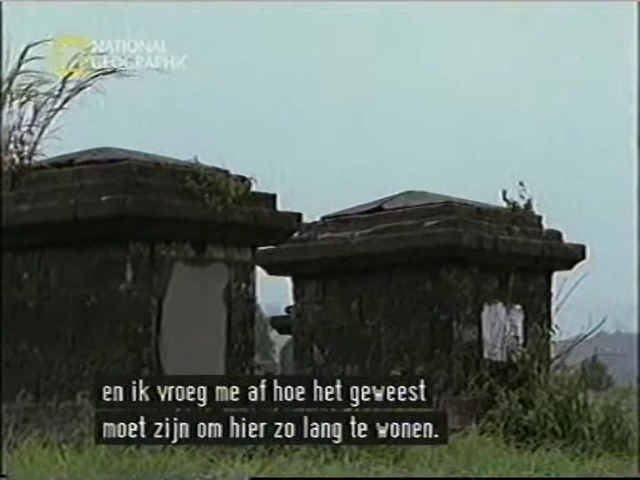 NATIONAL
GEOGRAPHIC
en ik vroeg me af hoe het geweest
moet zijn om hier zo lang te wonen.